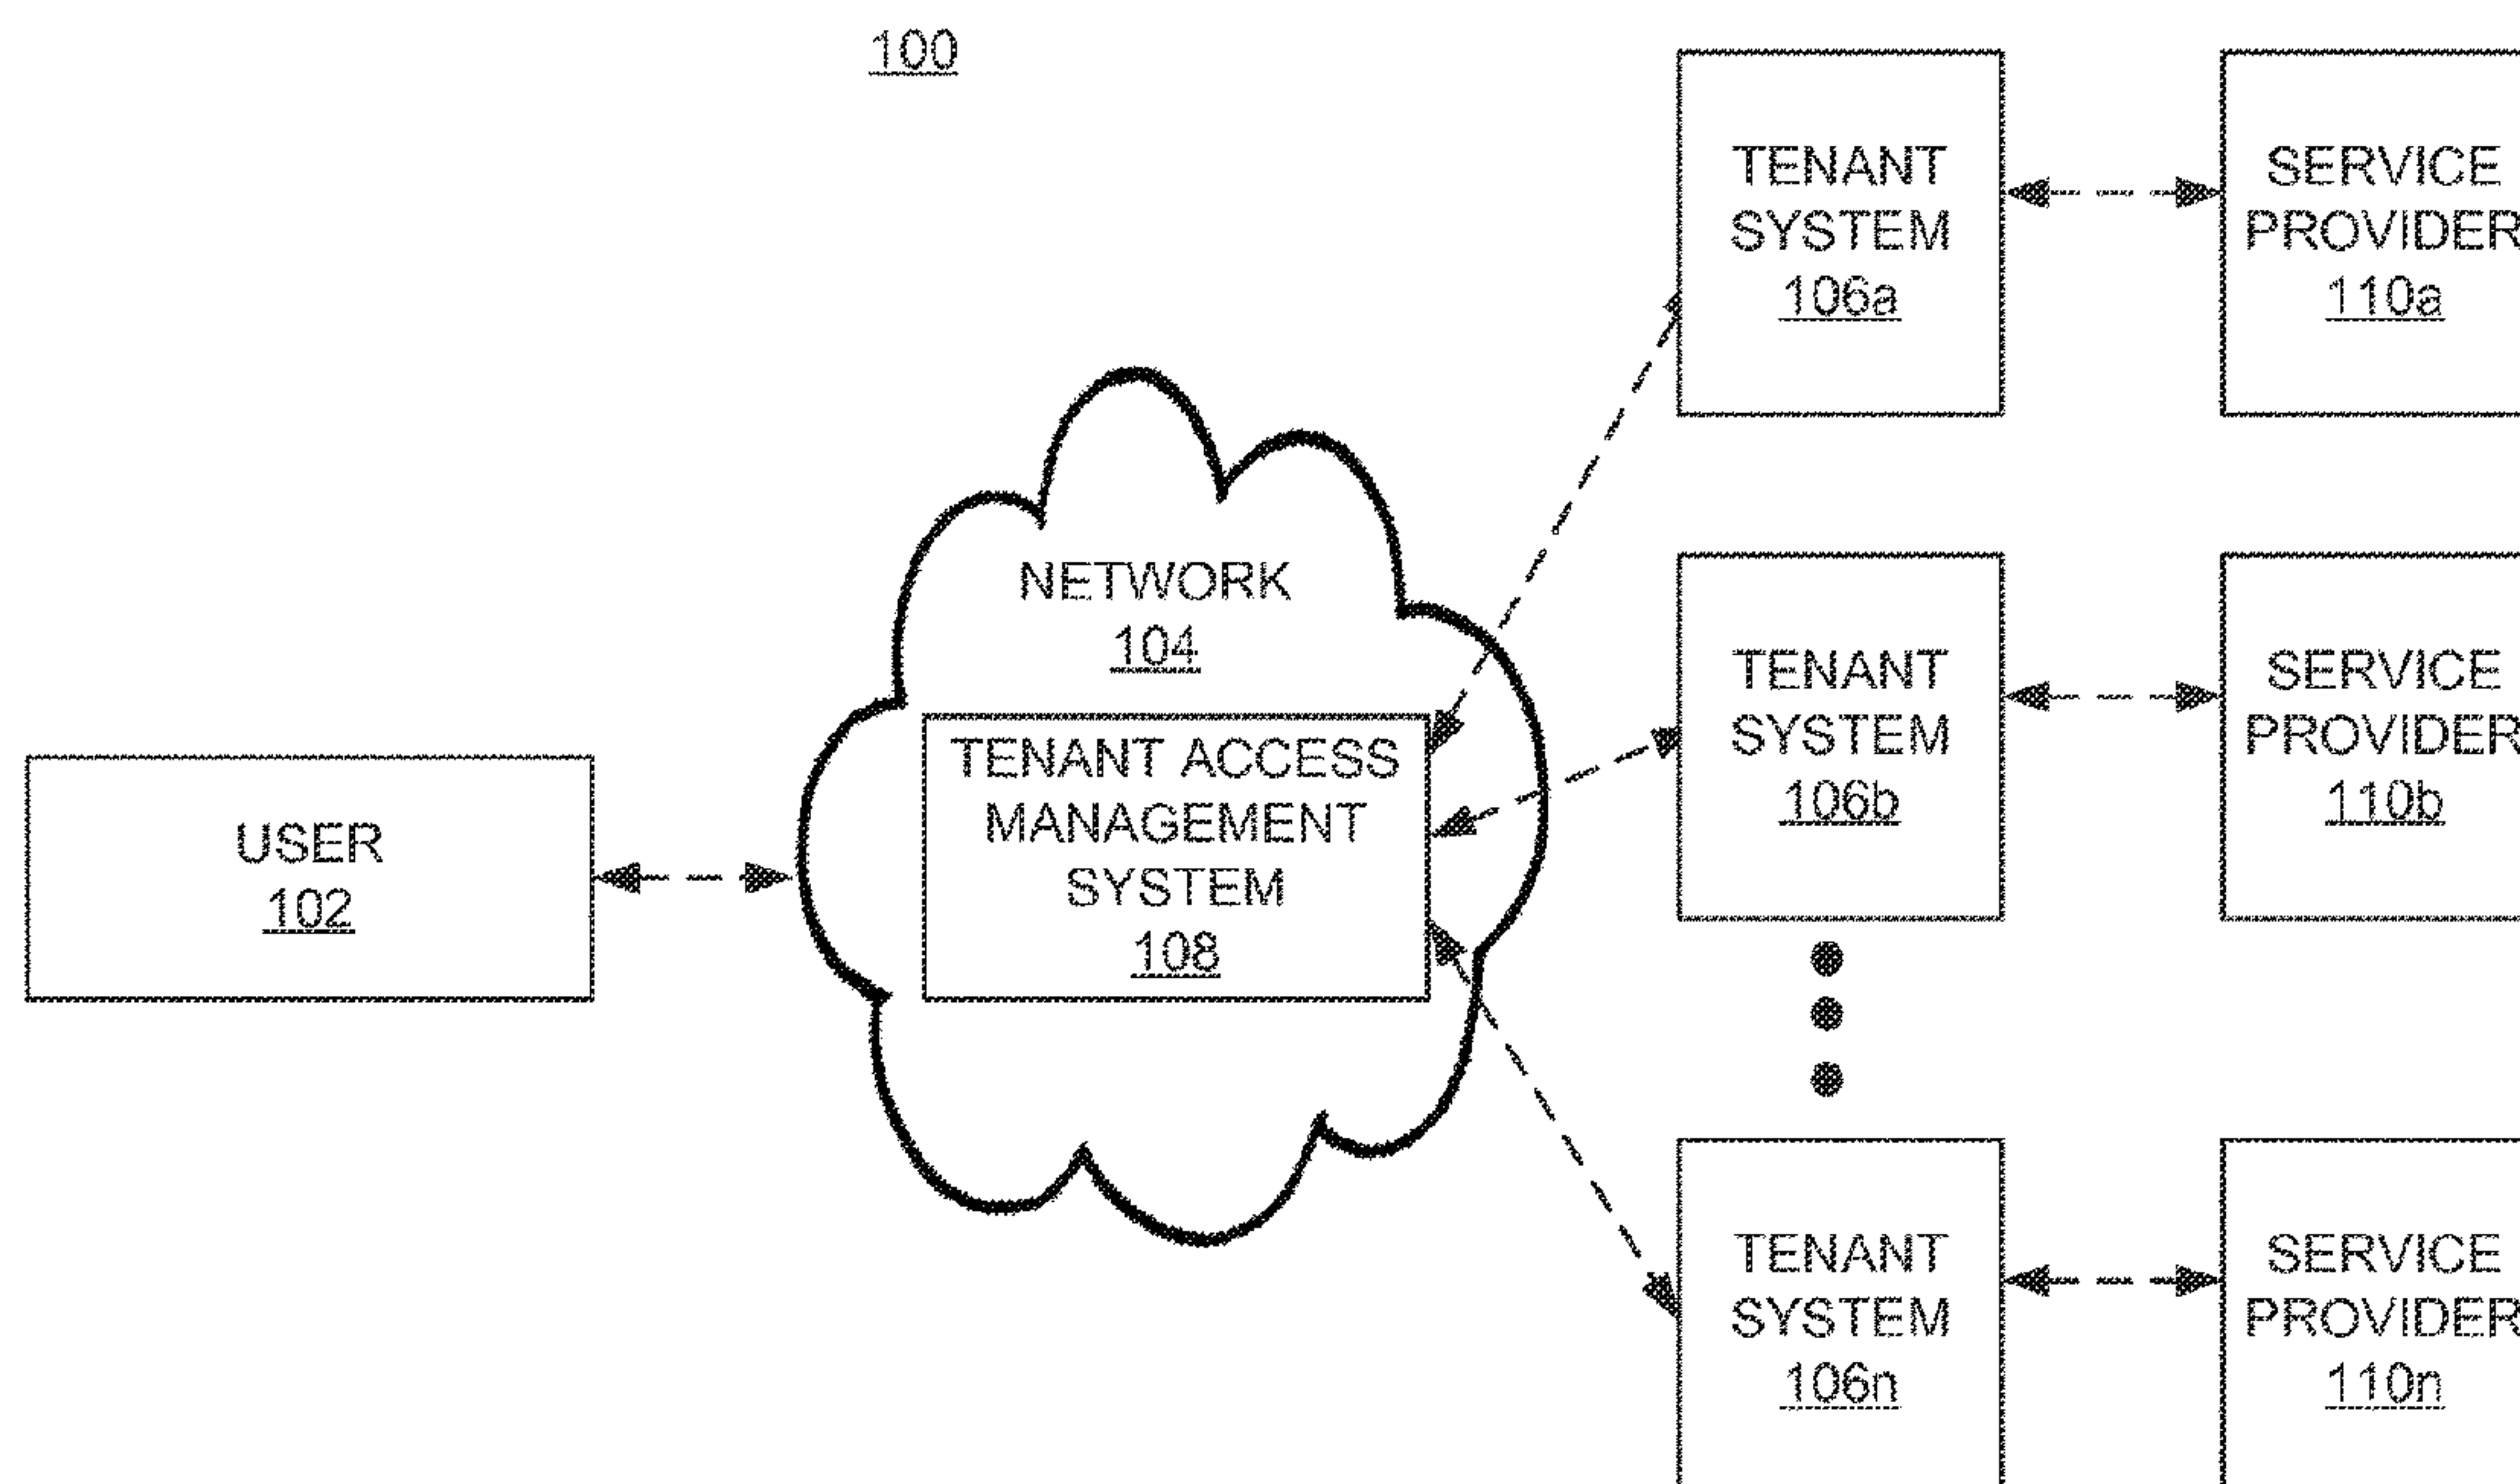 100
TENANT
SYSTEM
106a
SERVICE
PROVIDER
110a
NETWORK
104
TENANT ACCESS
MANAGEMENT
SYSTEM
108
USER
102
TENANT
SYSTEM
106b
SERVICE
PROVIDER
110b
TENANT
SYSTEM
106n
SERVICE
PROVIDER
110n